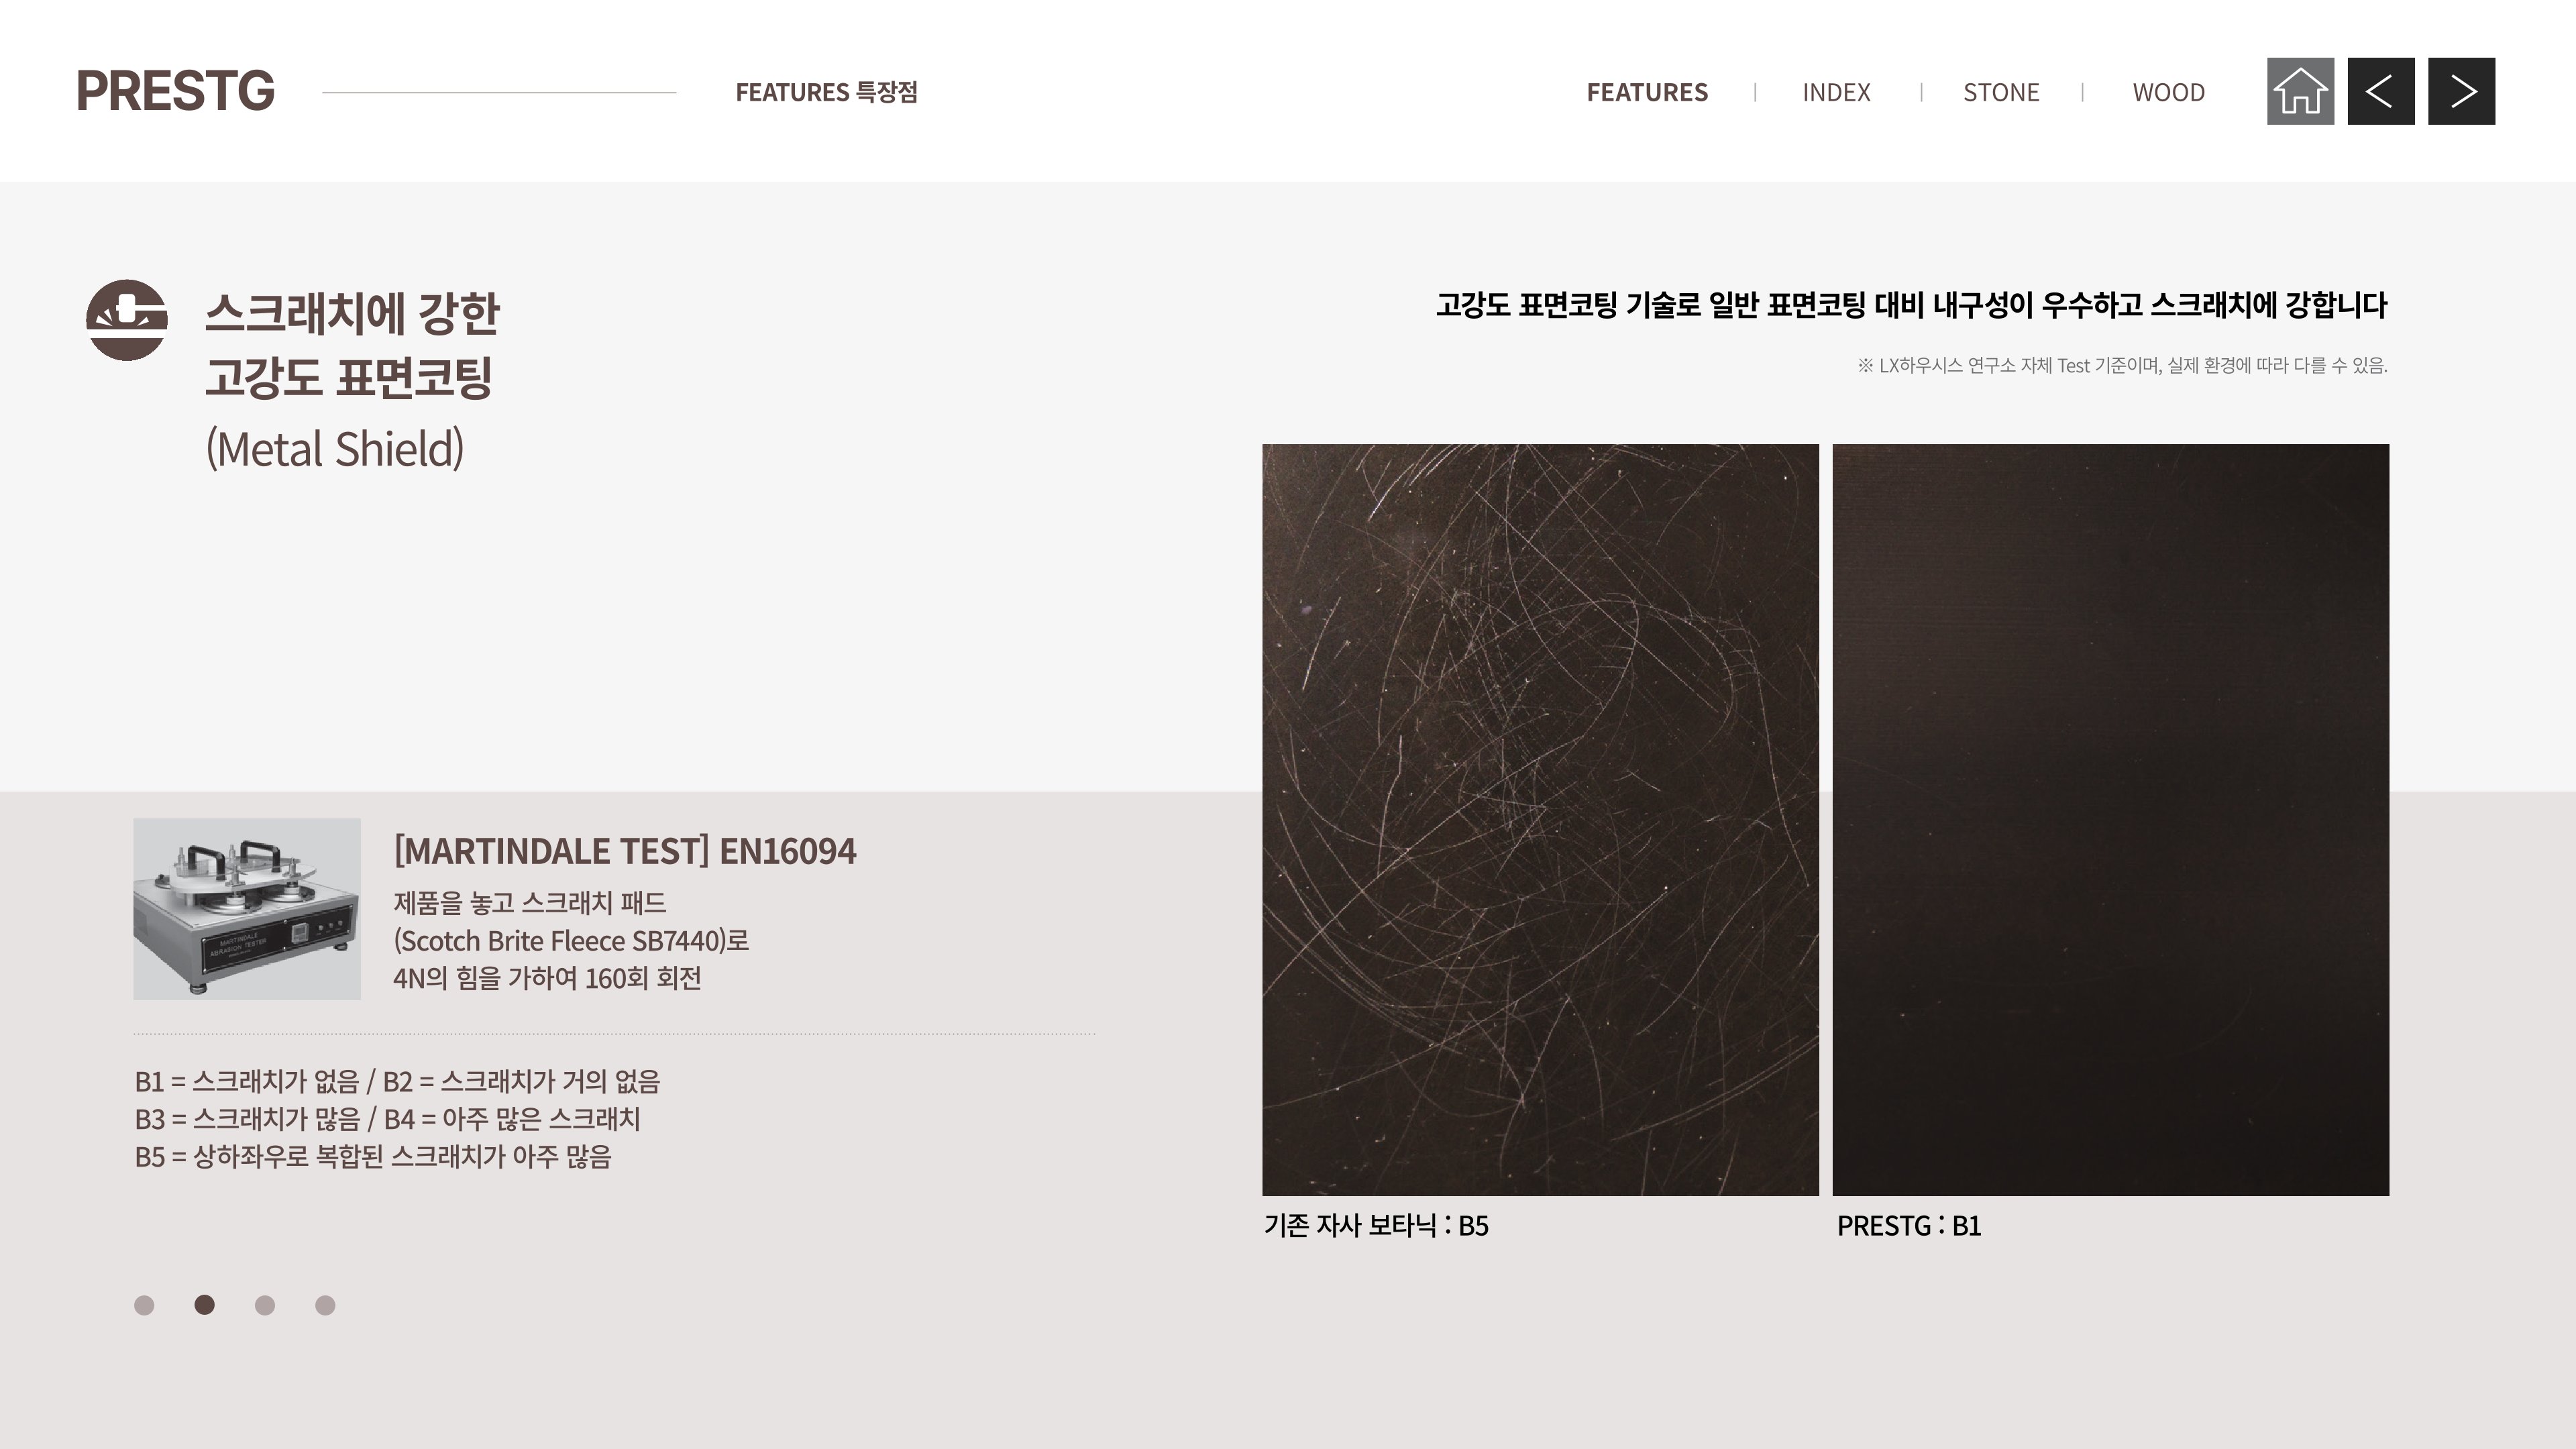 PRESTG
FEATURES 특장점
FEATURES
INDEX
STONE
WOOD
스크래치에 강한
고강도 표면코팅
(Metal Shield)
고강도 표면코팅 기술로 일반 표면코팅 대비 내구성이 우수하고 스크래치에 강합니다
※ LX하우시스 연구소 자체 Test 기준이며, 실제 환경에 따라 다를 수 있음.
MARTINDALE
ABRASION TESTER
[MARTINDALE TEST] EN16094
제품을 놓고 스크래치 패드
(Scotch Brite Fleece SB7440)로
4N의 힘을 가하여 160회 회전
B1 = 스크래치가 없음 / B2 = 스크래치가 거의 없음
B3 = 스크래치가 많음 / B4 = 아주 많은 스크래치
B5 = 상하좌우로 복합된 스크래치가 아주 많음
기존 자사 보타닉 : B5
PRESTG : B1